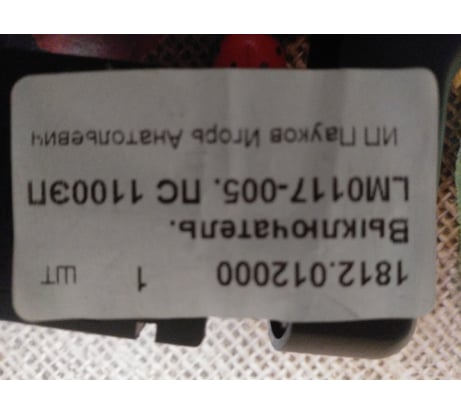 1812.012000 1 шт
Выключатель.
LM0117-005. ПС 1100ЭП
ИП Пауков Игорь Анатольевич